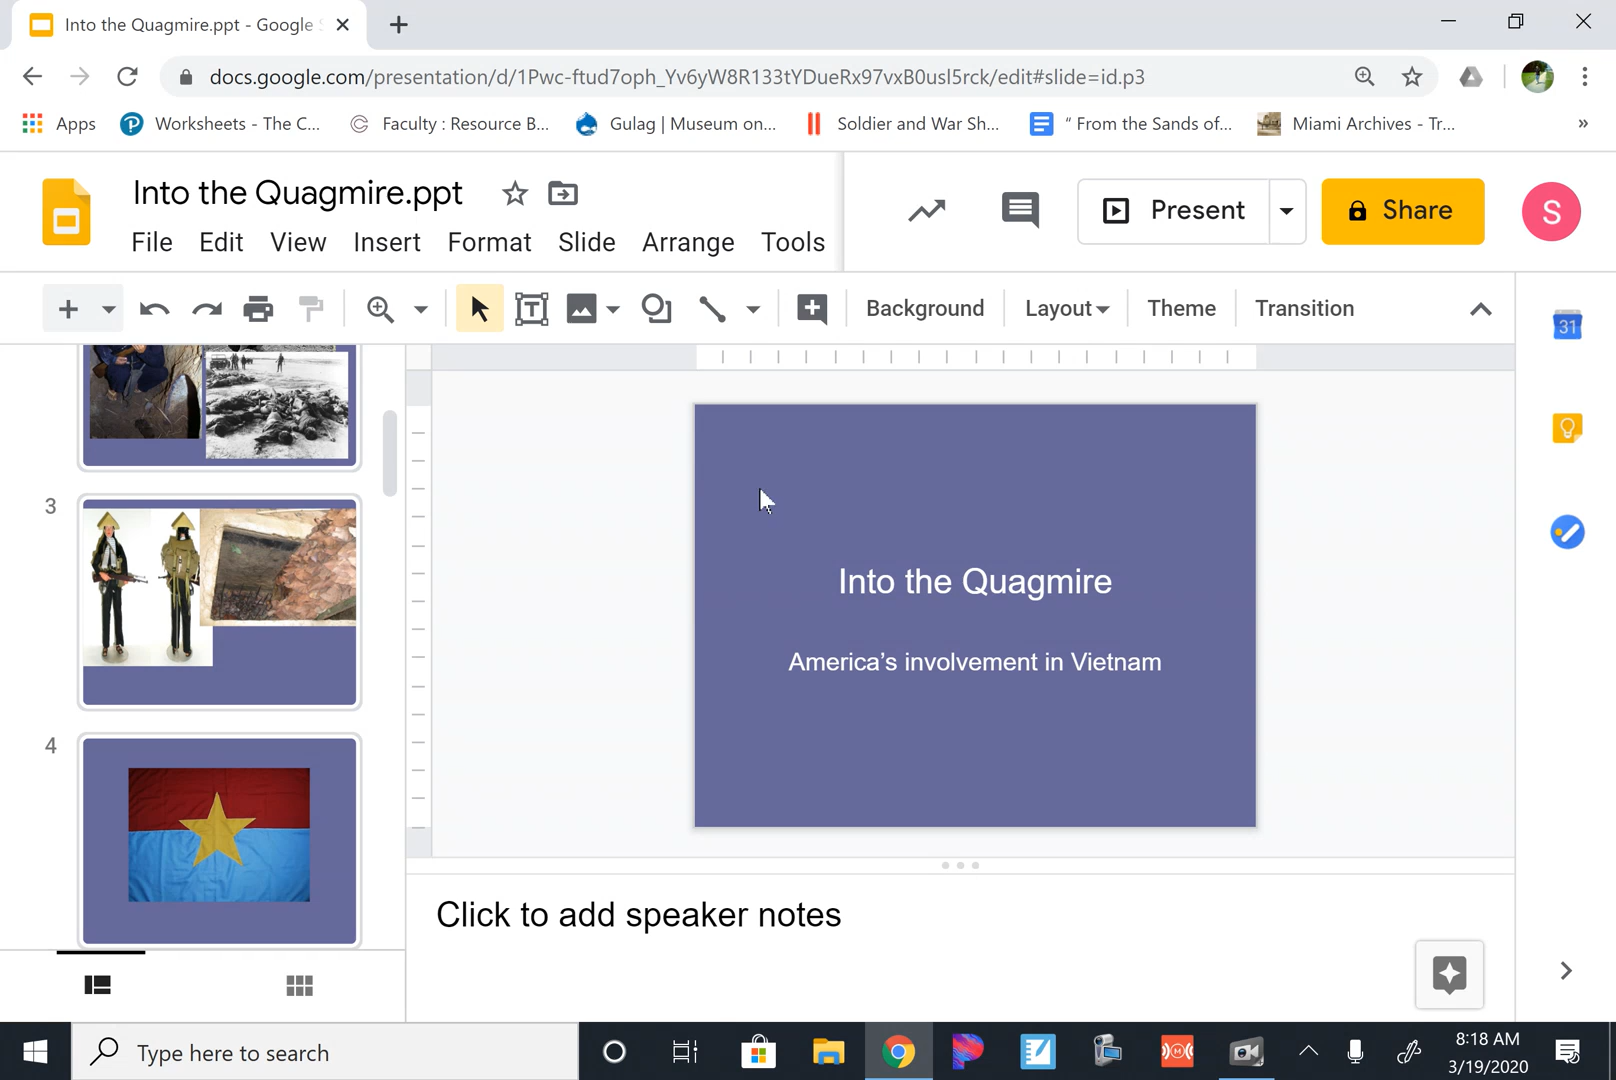 Into the Quagmire.ppt - Google S
docs.google.com/presentation/d/1Pwc-ftud7oph_Yv6yW8R133tYDueRx97vxB0usl5rck/edit#slide=id.p3
Apps Worksheets - The C... Faculty : Resource B... Gulag | Museum on... Soldier and War Sh... “ From the Sands of... Miami Archives - Tr... »
Into the Quagmire.ppt
File Edit View Insert Format Slide Arrange Tools
Present Share S
Background Layout Theme Transition
31
3
4
Into the Quagmire
America's involvement in Vietnam
Click to add speaker notes
Type here to search
8:18 AM
3/19/2020